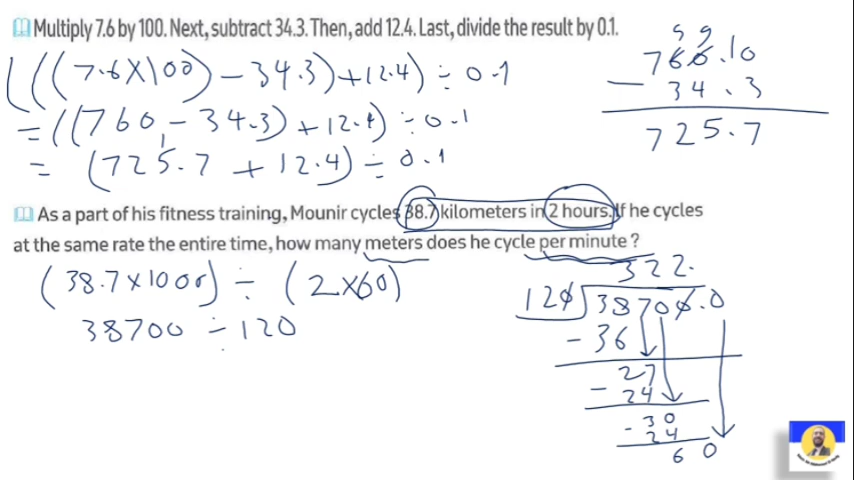 Multiply 7.6 by 100. Next, subtract 34.3. Then, add 12.4. Last, divide the result by 0.1.
(((7.6×100) - 34.3) + 12.4) ÷ 0.1
= ((760 - 34.3) + 12.4) ÷ 0.1
= (725.7 + 12.4) ÷ 0.1
9 9
760.10
- 34.3
725.7
As a part of his fitness training, Mounir cycles 38.7 kilometers in 2 hours. If he cycles
at the same rate the entire time, how many meters does he cycle per minute ?
(38.7×1000) ÷ (2×60)
38700 ÷ 120
322.
120 38700.0
- 36
27
- 24
- 30
24
60